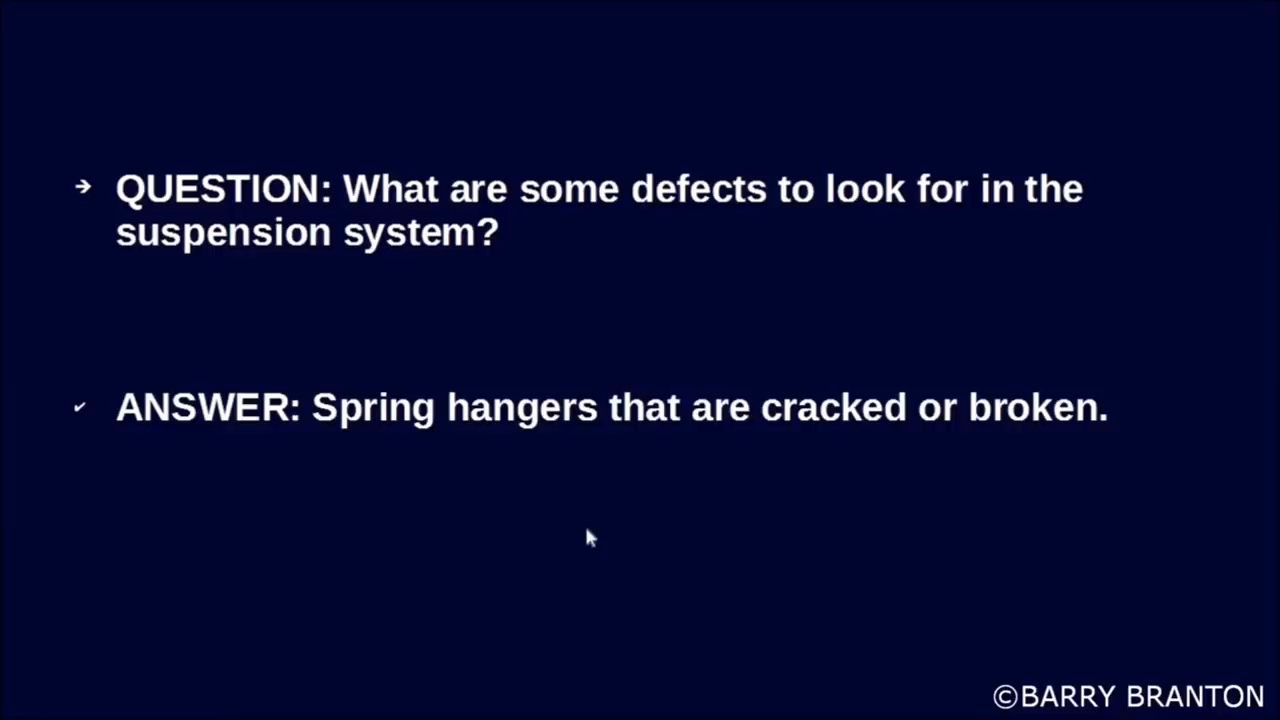 ➔ QUESTION: What are some defects to look for in the
suspension system?
✔ ANSWER: Spring hangers that are cracked or broken.
©BARRY BRANTON